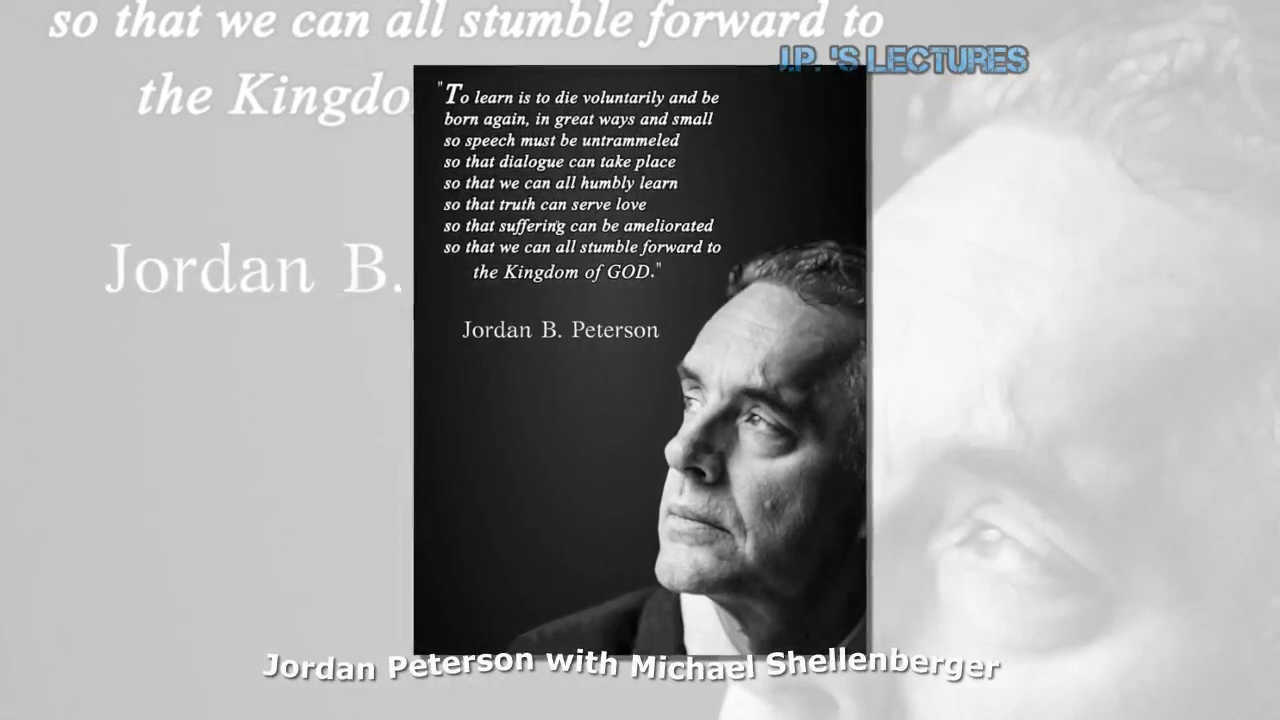 so that we can all stumble forward to
the Kingdo
J.P. 'S LECTURES
"To learn is to die voluntarily and be
born again, in great ways and small
so speech must be untrammeled
so that dialogue can take place
so that we can all humbly learn
so that truth can serve love
so that suffering can be ameliorated
so that we can all stumble forward to
the Kingdom of GOD."
Jordan B.
Jordan B. Peterson
Jordan Peterson with Michael Shellenberger